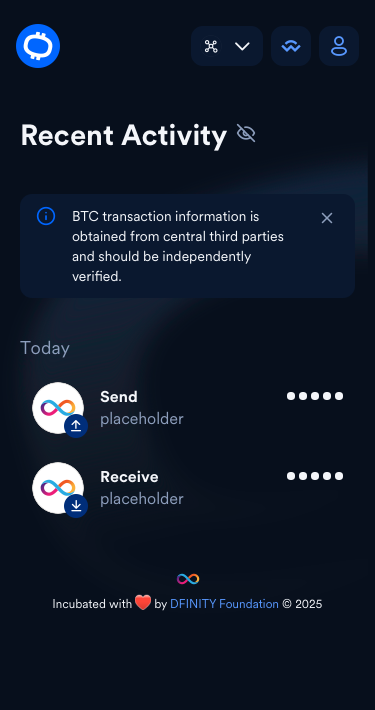 Recent Activity
BTC transaction information is
obtained from central third parties
and should be independently
verified.
Today
Send
placeholder
Receive
placeholder
Incubated with ❤️ by DFINITY Foundation © 2025